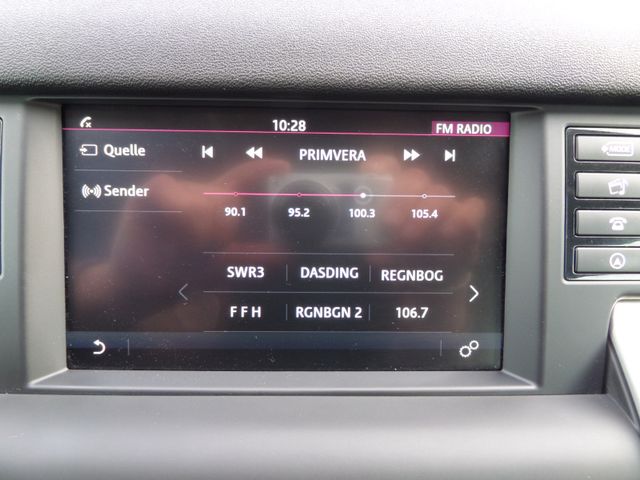 10:28 FM RADIO
Quelle PRIMVERA
Sender
90.1 95.2 100.3 105.4
SWR3 DASDING REGNBOG
F F H RGNBGN 2 106.7
MODE